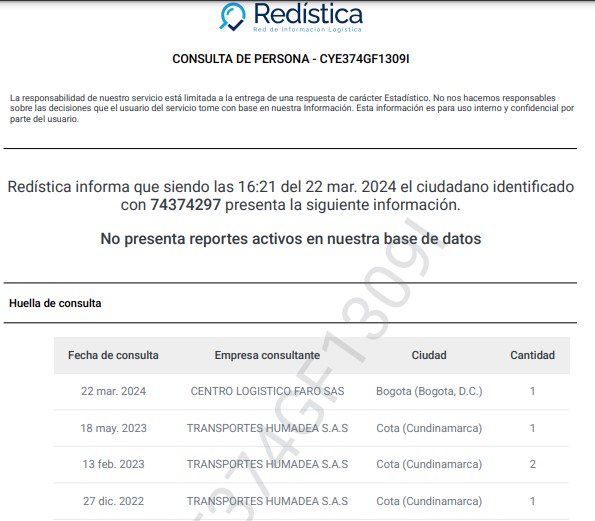 Redística
Red de Información Logística
CONSULTA DE PERSONA - CYE374GF1309I
La responsabilidad de nuestro servicio está limitada a la entrega de una respuesta de carácter Estadístico. No nos hacemos responsables
sobre las decisiones que el usuario del servicio tome con base en nuestra Información. Esta información es para uso interno y confidencial por
parte del usuario.
Redística informa que siendo las 16:21 del 22 mar. 2024 el ciudadano identificado
con 74374297 presenta la siguiente información.
No presenta reportes activos en nuestra base de datos
Huella de consulta
Fecha de consulta Empresa consultante Ciudad Cantidad
22 mar. 2024 CENTRO LOGISTICO FARO SAS Bogota (Bogota, D.C.) 1
18 may. 2023 TRANSPORTES HUMADEA S.A.S Cota (Cundinamarca) 1
13 feb. 2023 TRANSPORTES HUMADEA S.A.S Cota (Cundinamarca) 2
27 dic. 2022 TRANSPORTES HUMADEA S.A.S Cota (Cundinamarca) 1
374GF1309I